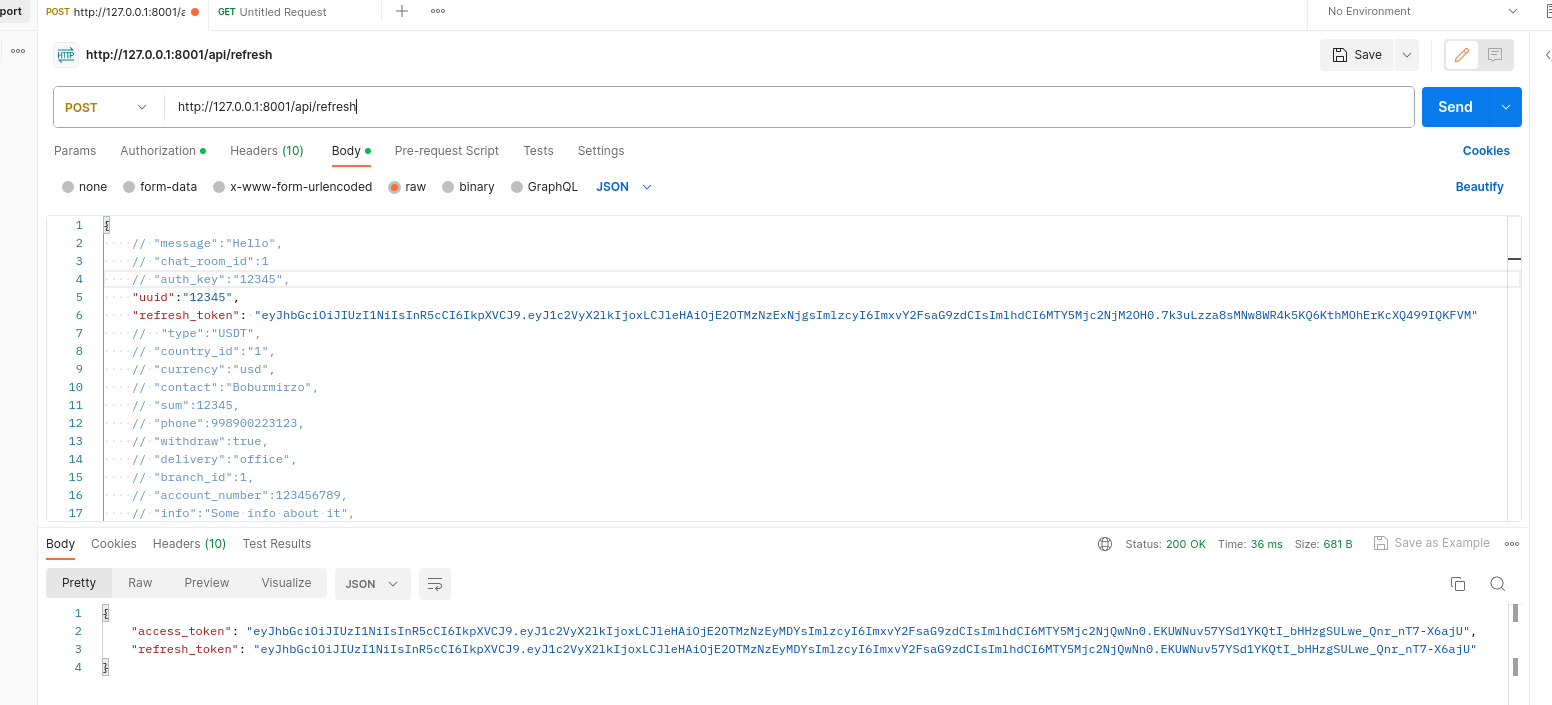 port
POST http://127.0.0.1:8001/a
GET Untitled Request
No Environment
HTTP http://127.0.0.1:8001/api/refresh
Save
POST http://127.0.0.1:8001/api/refresh
Send
Params Authorization Headers (10) Body Pre-request Script Tests Settings Cookies
none form-data x-www-form-urlencoded raw binary GraphQL JSON Beautify
1 {
2 // "message":"Hello",
3 // "chat_room_id":1
4 // "auth_key":"12345",
5 "uuid":"12345",
6 "refresh_token": "eyJhbGciOiJIUzI1NiIsInR5cCI6IkpXVCJ9.eyJ1c2VyX2lkIjoxLCJleHAiOjE2OTMzNzExNjgsImlzcyI6ImxvY2FsaG9zdCIsImlhdCI6MTY5Mjc2NjM2OH0.7k3uLzza8sMNw8WR4k5KQ6KthMOhErKcXQ499IQKFVM"
7 // "type":"USDT",
8 // "country_id":"1",
9 // "currency":"usd",
10 // "contact":"Boburmirzo",
11 // "sum":12345,
12 // "phone":998900223123,
13 // "withdraw":true,
14 // "delivery":"office",
15 // "branch_id":1,
16 // "account_number":123456789,
17 // "info":"Some info about it",
Body Cookies Headers (10) Test Results Status: 200 OK Time: 36 ms Size: 681 B Save as Example
Pretty Raw Preview Visualize JSON
1 {
2 "access_token": "eyJhbGciOiJIUzI1NiIsInR5cCI6IkpXVCJ9.eyJ1c2VyX2lkIjoxLCJleHAiOjE2OTMzNzEyMDYsImlzcyI6ImxvY2FsaG9zdCIsImlhdCI6MTY5Mjc2NjQwNn0.EKUWNuv57YSd1YKQtI_bHHzgSULwe_Qnr_nT7-X6ajU",
3 "refresh_token": "eyJhbGciOiJIUzI1NiIsInR5cCI6IkpXVCJ9.eyJ1c2VyX2lkIjoxLCJleHAiOjE2OTMzNzEyMDYsImlzcyI6ImxvY2FsaG9zdCIsImlhdCI6MTY5Mjc2NjQwNn0.EKUWNuv57YSd1YKQtI_bHHzgSULwe_Qnr_nT7-X6ajU"
4 }